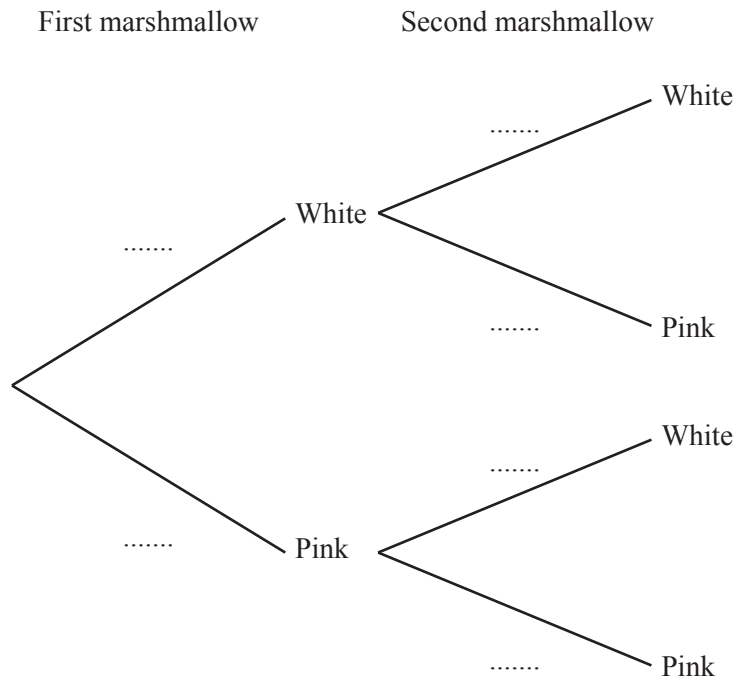 First marshmallow Second marshmallow
White
.......
White
.......
.......
Pink
White
.......
.......
Pink
.......
Pink